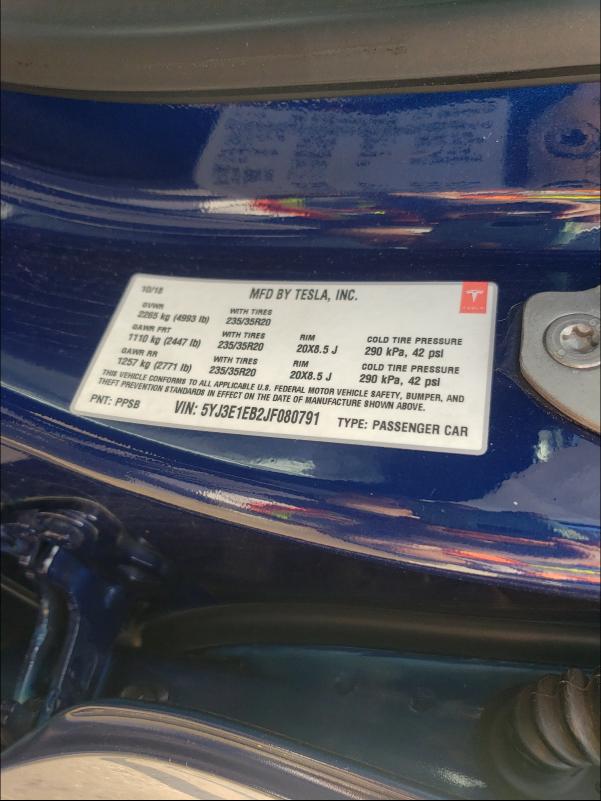 10/18
MFD BY TESLA, INC.
TESLA
GVWR
2265 kg (4993 lb)
WITH TIRES
235/35R20
GAWR FRT
1110 kg (2447 lb)
WITH TIRES
235/35R20
RIM
20X8.5 J
COLD TIRE PRESSURE
290 kPa, 42 psi
GAWR RR
1257 kg (2771 lb)
WITH TIRES
235/35R20
RIM
20X8.5 J
COLD TIRE PRESSURE
290 kPa, 42 psi
THIS VEHICLE CONFORMS TO ALL APPLICABLE U.S. FEDERAL MOTOR VEHICLE SAFETY, BUMPER, AND
THEFT PREVENTION STANDARDS IN EFFECT ON THE DATE OF MANUFACTURE SHOWN ABOVE.
PNT: PPSB
VIN: 5YJ3E1EB2JF080791
TYPE: PASSENGER CAR